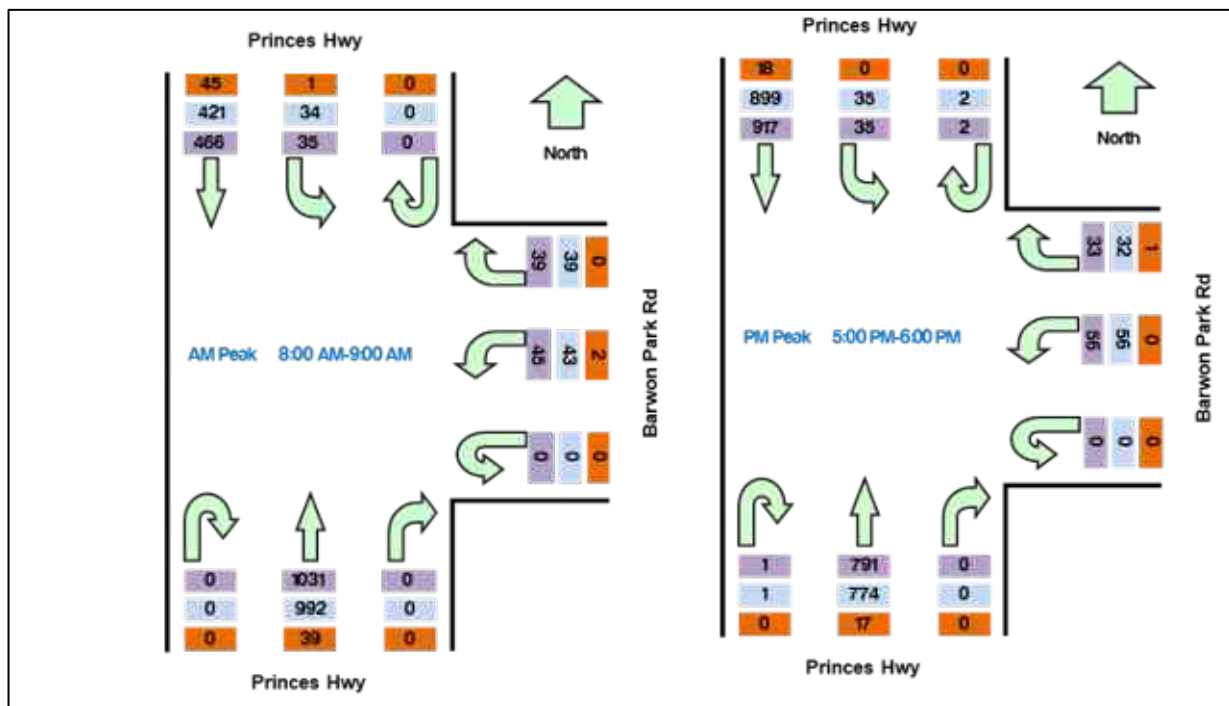 Princes Hwy
45 1 0
421 34 0
466 35 0
North
39 39 0
AM Peak 8:00 AM-9:00 AM
45 43 2
Barwon Park Rd
0 0 0
0 1031 0
0 992 0
0 39 0
Princes Hwy
Princes Hwy
18 0 0
899 35 2
917 35 2
North
33 32 1
PM Peak 5:00 PM-6:00 PM
56 56 0
Barwon Park Rd
0 0 0
1 791 0
1 774 0
0 17 0
Princes Hwy